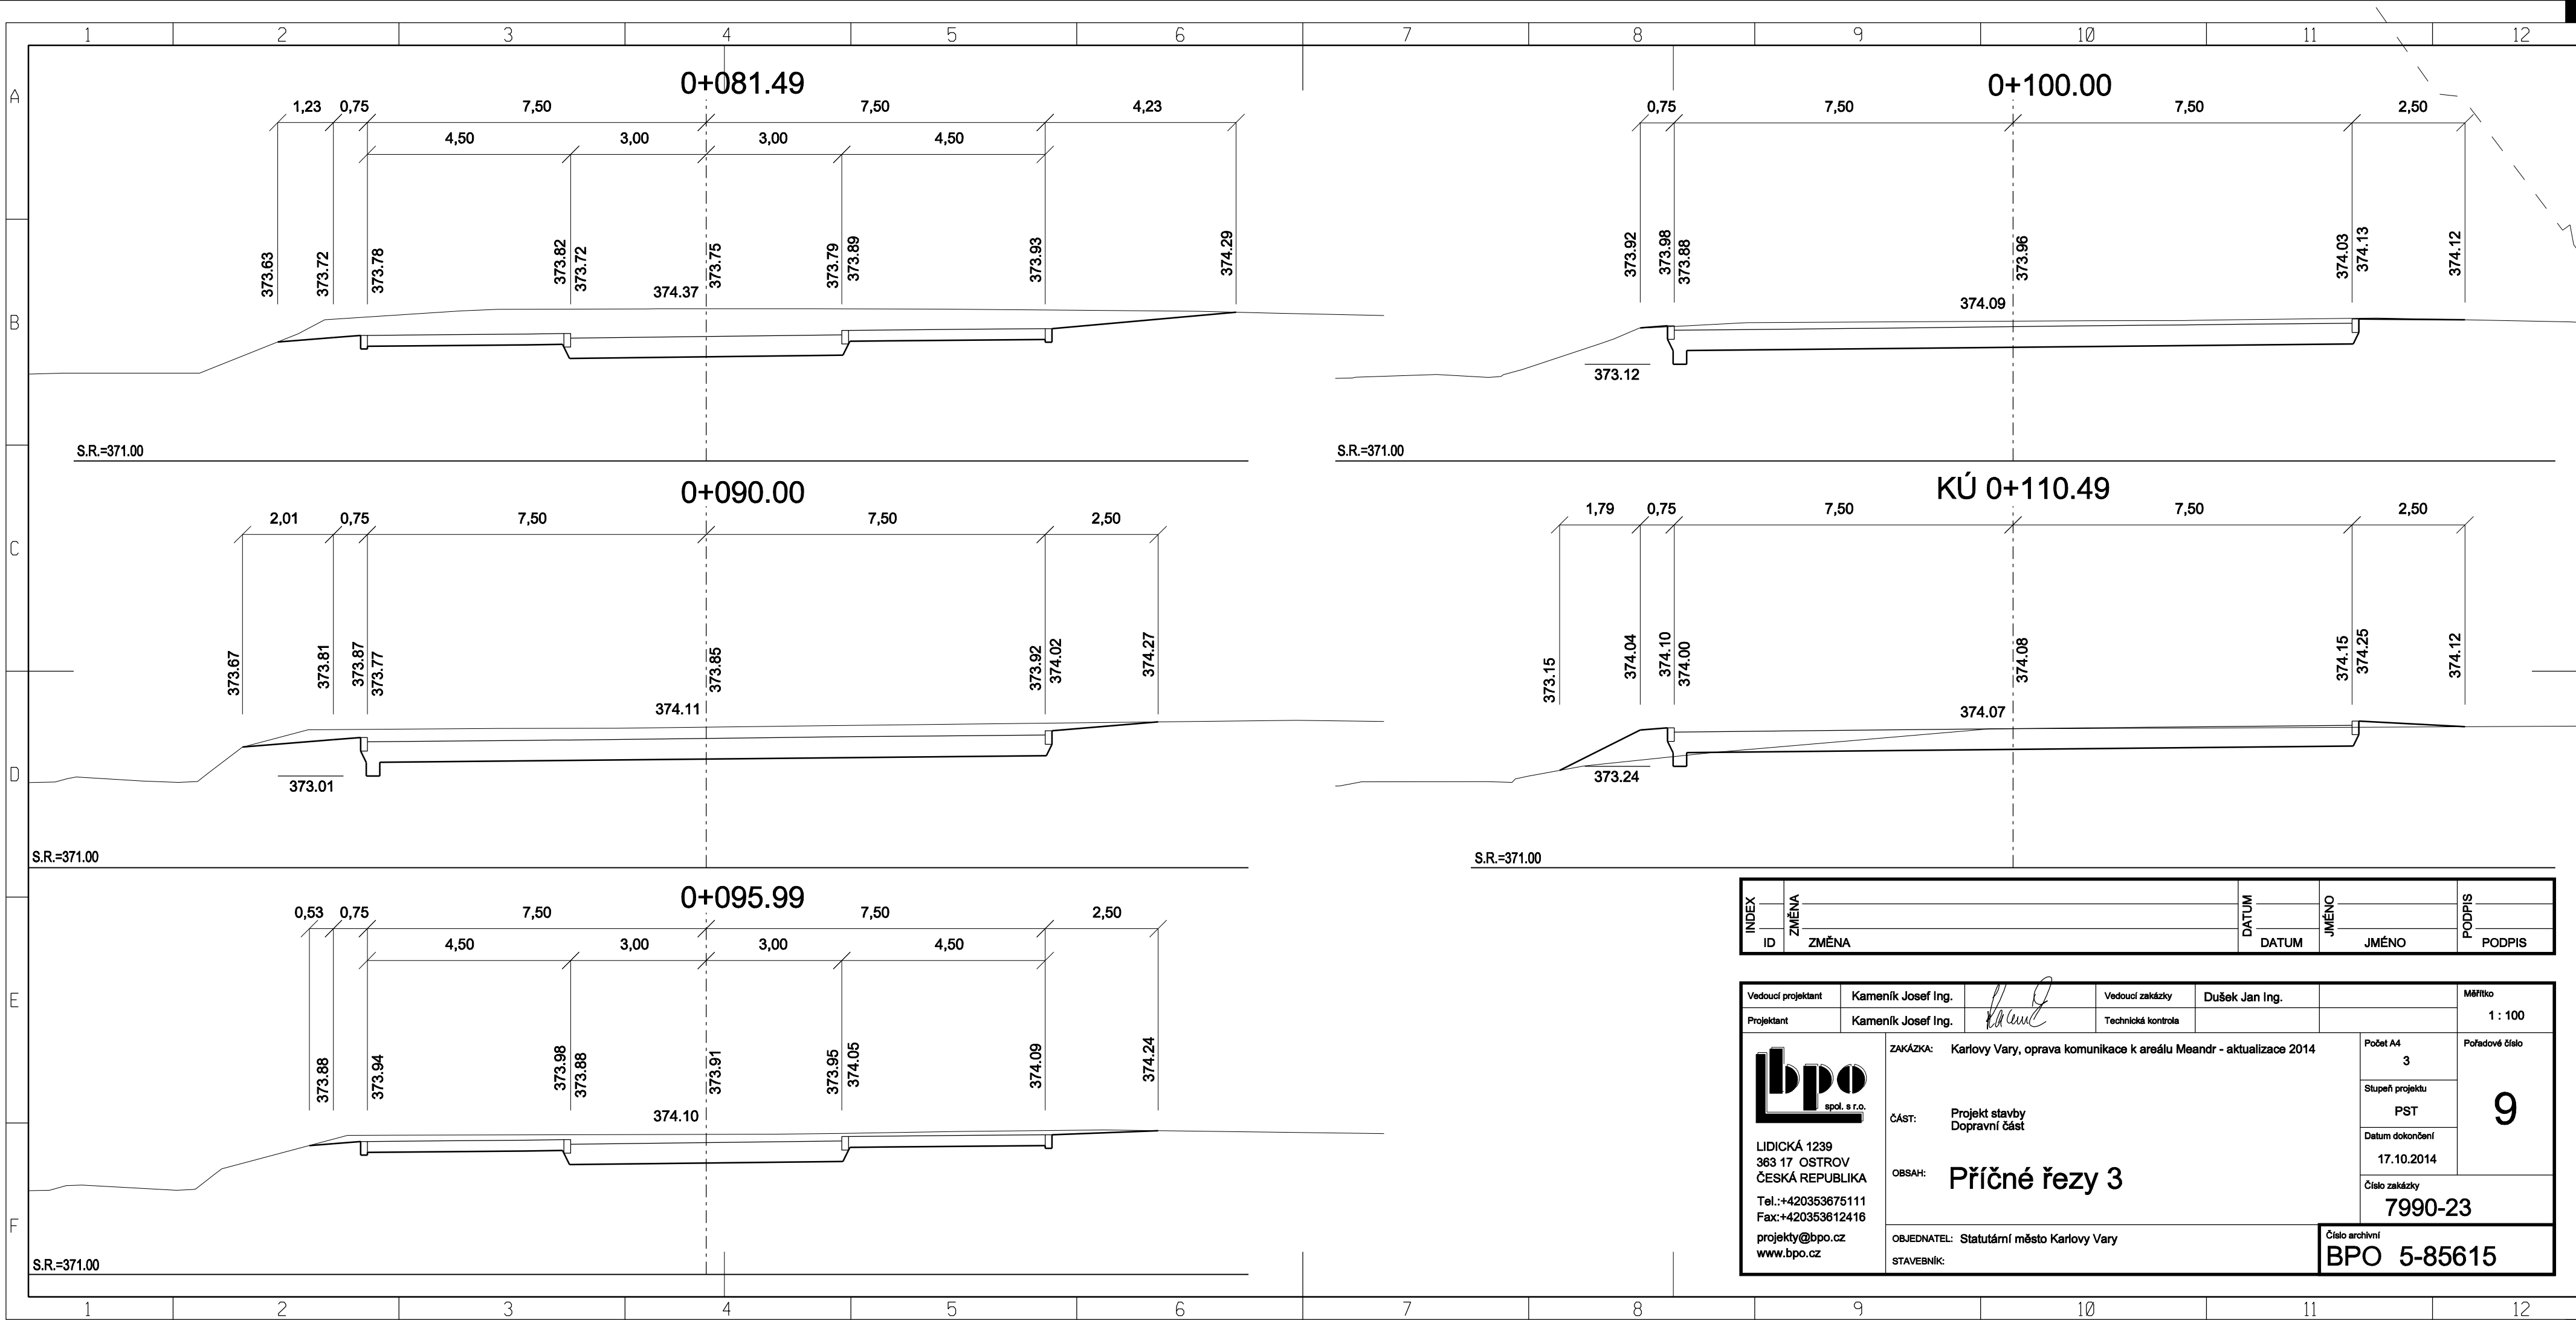 1 2 3 4 5 6 7 8 9 10 11 12
A
B
C
D
E
F
0+081.49
1,23 0,75 7,50 7,50 4,23
4,50 3,00 3,00 4,50
373.63 373.72 373.78 373.82 373.72 373.75 373.79 373.89 373.93 374.29
374.37
S.R.=371.00
0+100.00
0,75 7,50 7,50 2,50
373.92 373.98 373.88 373.96 374.03 374.13 374.12
374.09
373.12
S.R.=371.00
0+090.00
2,01 0,75 7,50 7,50 2,50
373.67 373.81 373.87 373.77 373.85 373.92 374.02 374.27
374.11
373.01
S.R.=371.00
KÚ 0+110.49
1,79 0,75 7,50 7,50 2,50
373.15 374.04 374.10 374.00 374.08 374.15 374.25 374.12
374.07
373.24
S.R.=371.00
0+095.99
0,53 0,75 7,50 7,50 2,50
4,50 3,00 3,00 4,50
373.88 373.94 373.98 373.88 373.91 373.95 374.05 374.09 374.24
374.10
S.R.=371.00
INDEX ZMĚNA DATUM JMÉNO PODPIS
ID ZMĚNA DATUM JMÉNO PODPIS
Vedoucí projektant Kameník Josef Ing. Vedoucí zakázky Dušek Jan Ing.
Projektant Kameník Josef Ing. Technická kontrola
Měřítko
1 : 100
bpo
spol. s r.o.
LIDICKÁ 1239
363 17 OSTROV
ČESKÁ REPUBLIKA
Tel.:+420353675111
Fax:+420353612416
projekty@bpo.cz
www.bpo.cz
ZAKÁZKA: Karlovy Vary, oprava komunikace k areálu Meandr - aktualizace 2014
ČÁST: Projekt stavby
Dopravní část
OBSAH: Příčné řezy 3
OBJEDNATEL: Statutární město Karlovy Vary
STAVEBNÍK:
Počet A4
3
Stupeň projektu
PST
Datum dokončení
17.10.2014
Pořadové číslo
9
Číslo zakázky
7990-23
Číslo archivní
BPO 5-85615
1 2 3 4 5 6 7 8 9 10 11 12